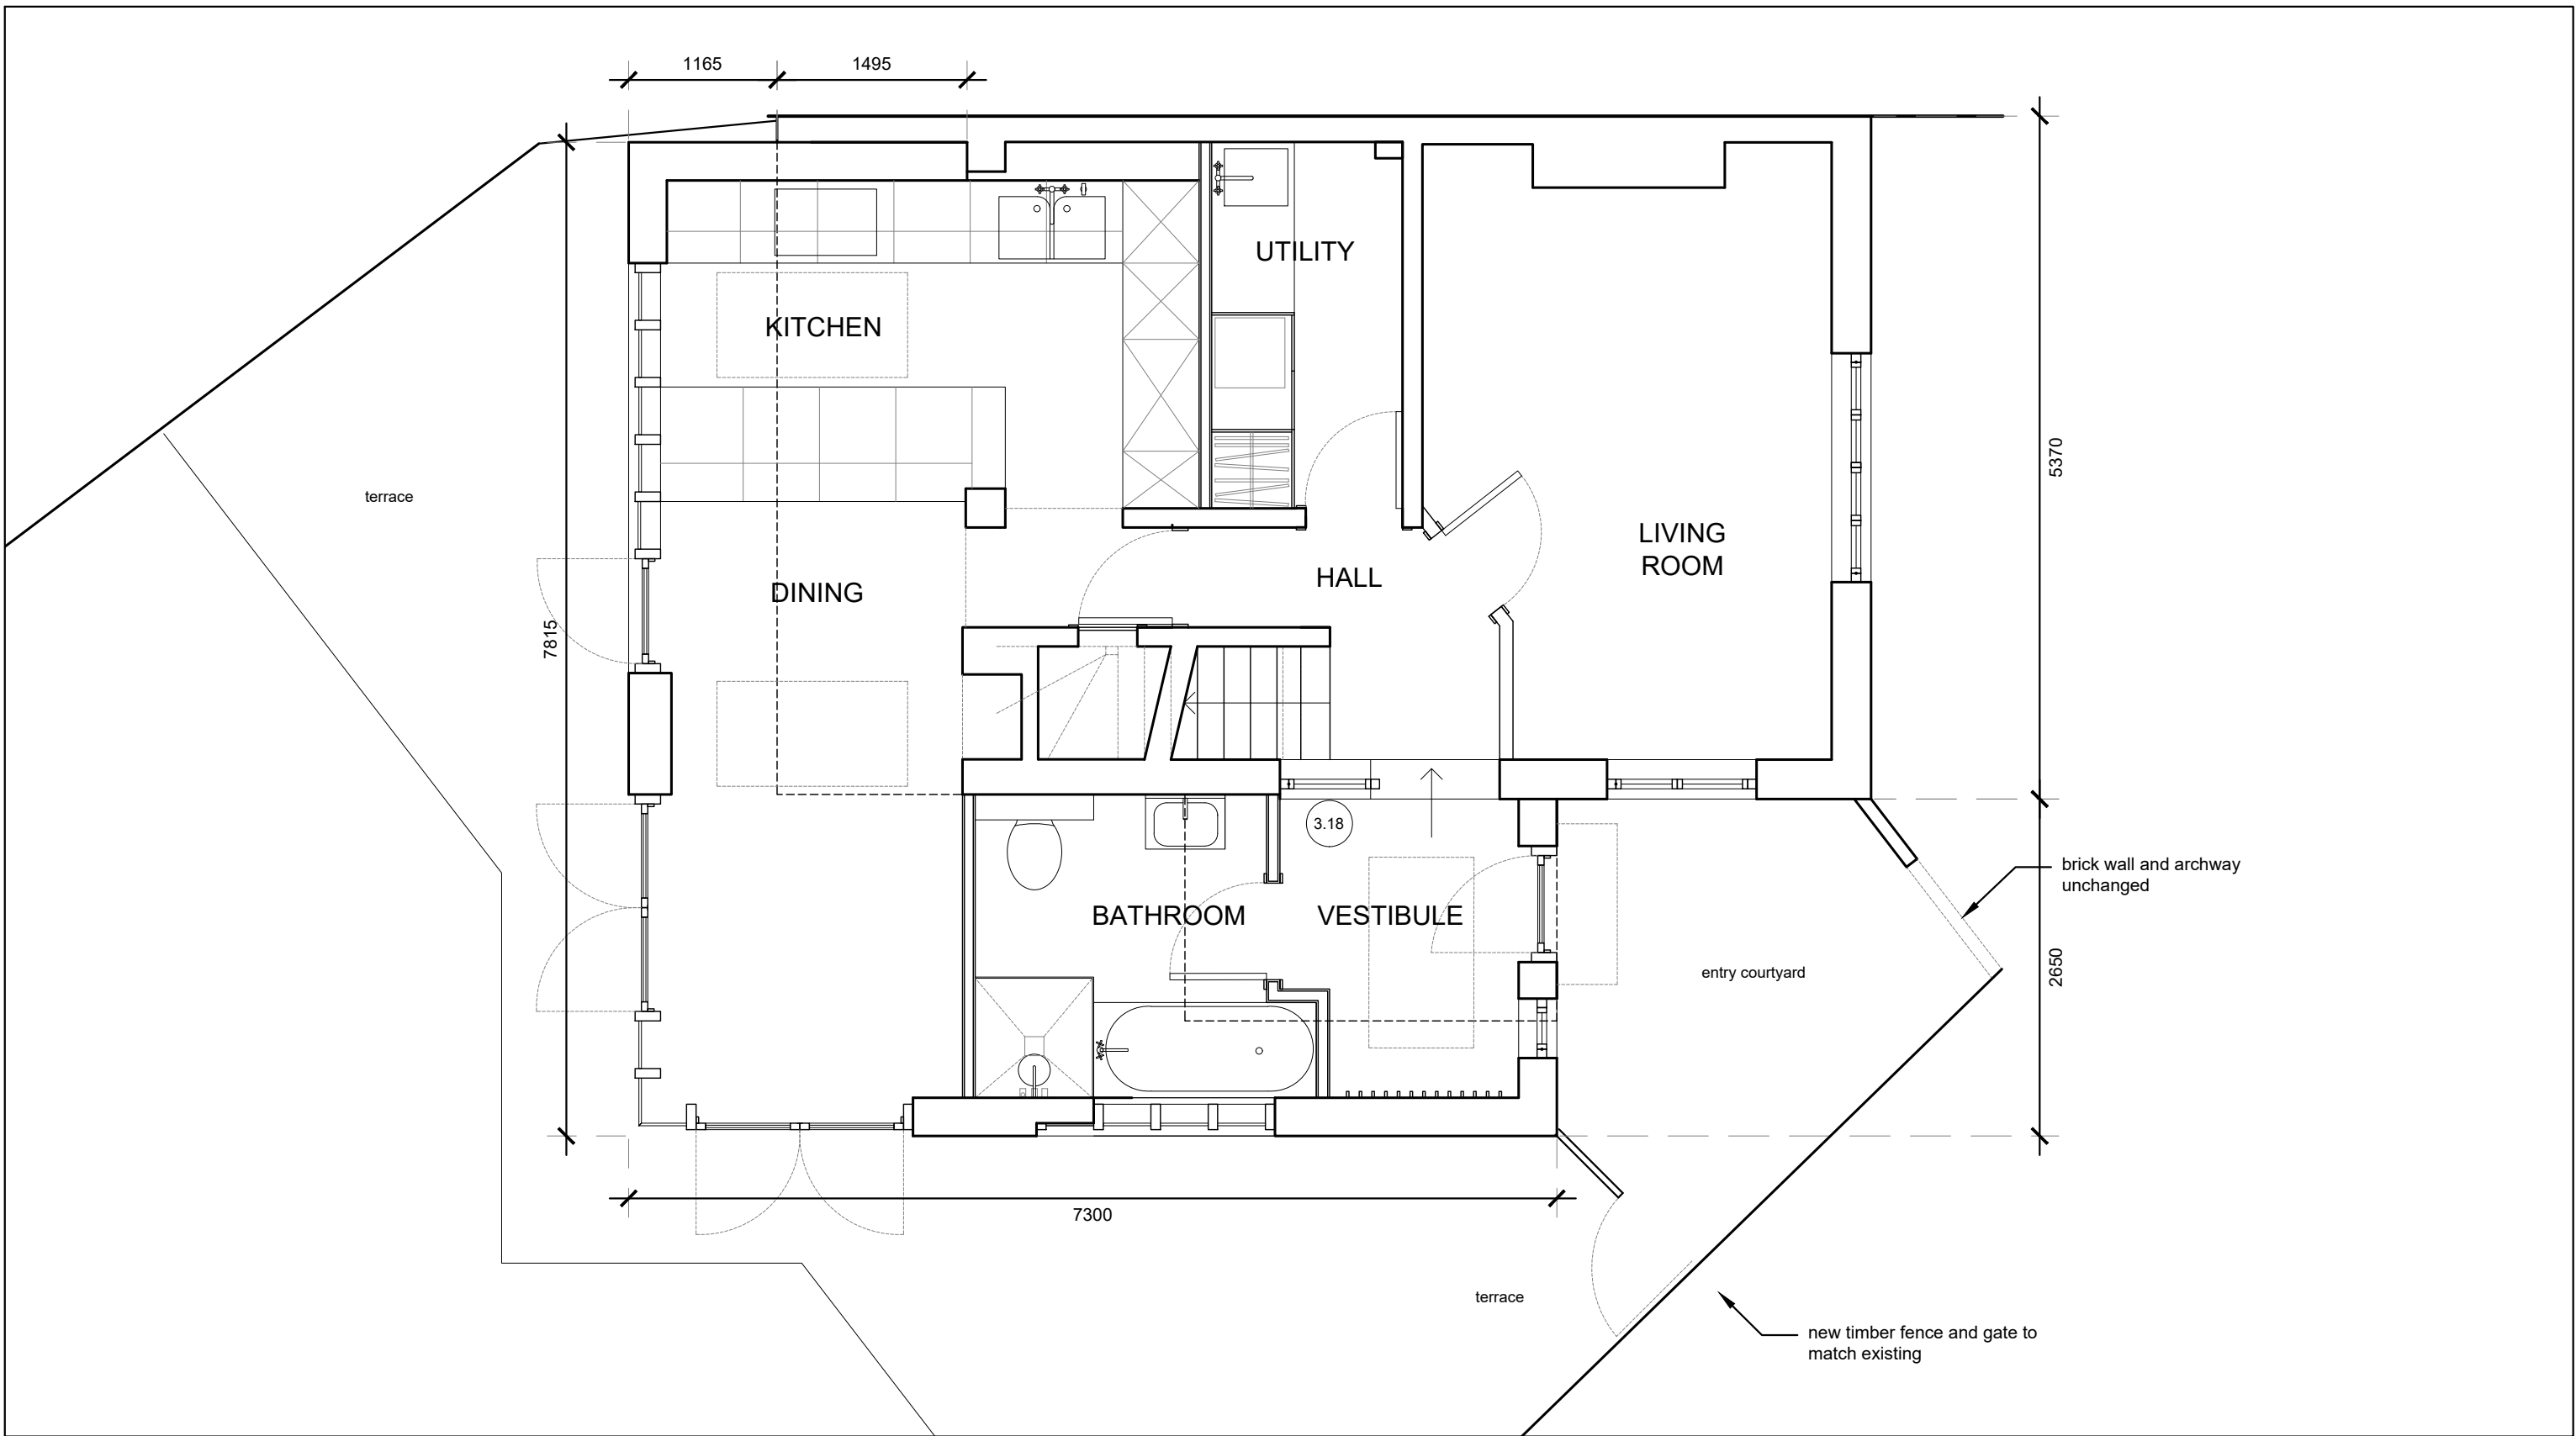 1165
1495
UTILITY
KITCHEN
5370
terrace
LIVING
ROOM
HALL
DINING
7815
3.18
brick wall and archway
unchanged
BATHROOM
VESTIBULE
entry courtyard
2650
7300
terrace
new timber fence and gate to
match existing